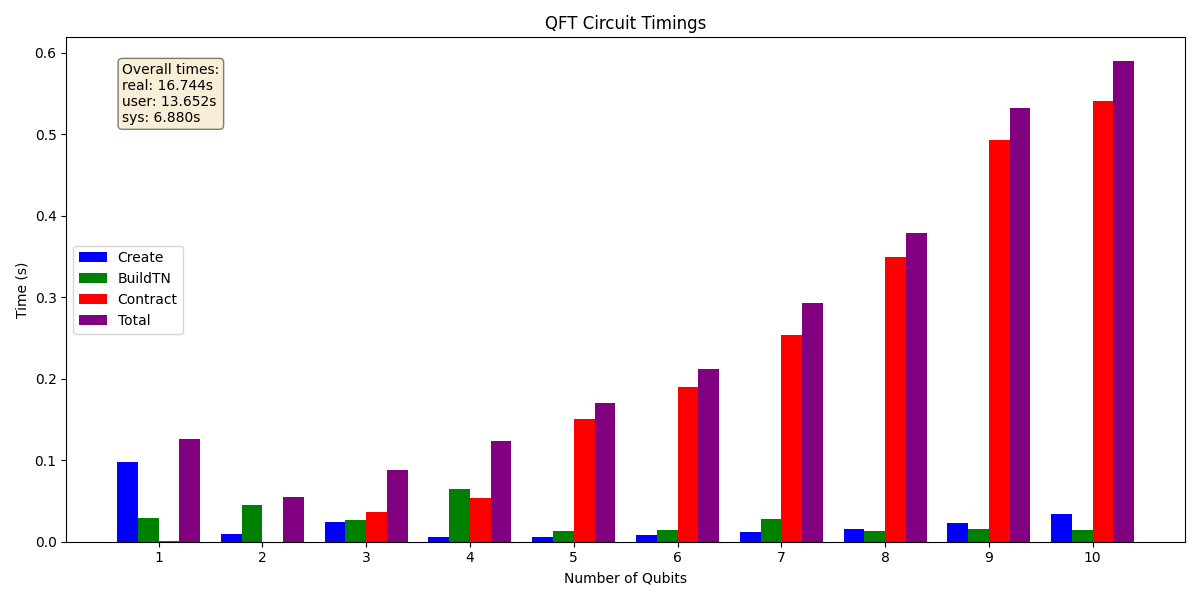 QFT Circuit Timings
0.6
0.5
0.4
0.3
0.2
0.1
0.0
Time (s)
Overall times:
real: 16.744s
user: 13.652s
sys: 6.880s
Create
BuildTN
Contract
Total
1 2 3 4 5 6 7 8 9 10
Number of Qubits